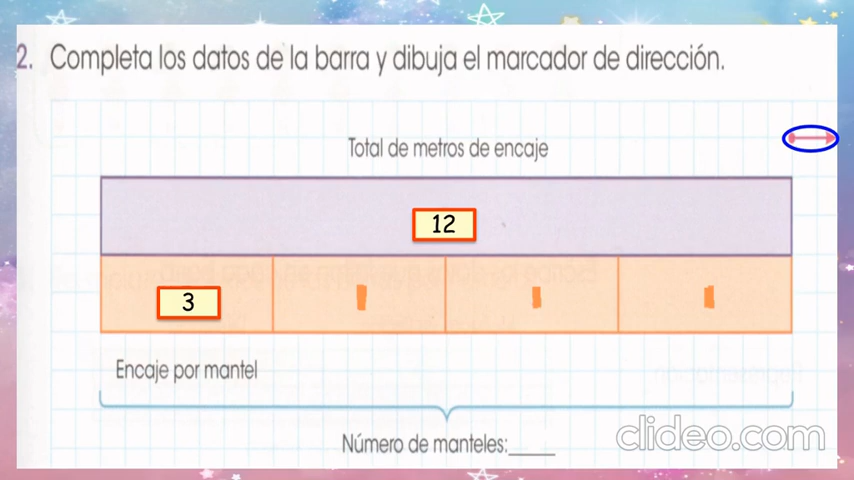 2. Completa los datos de la barra y dibuja el marcador de dirección.
Total de metros de encaje
12
3
Encaje por mantel
Número de manteles:____
clideo.com